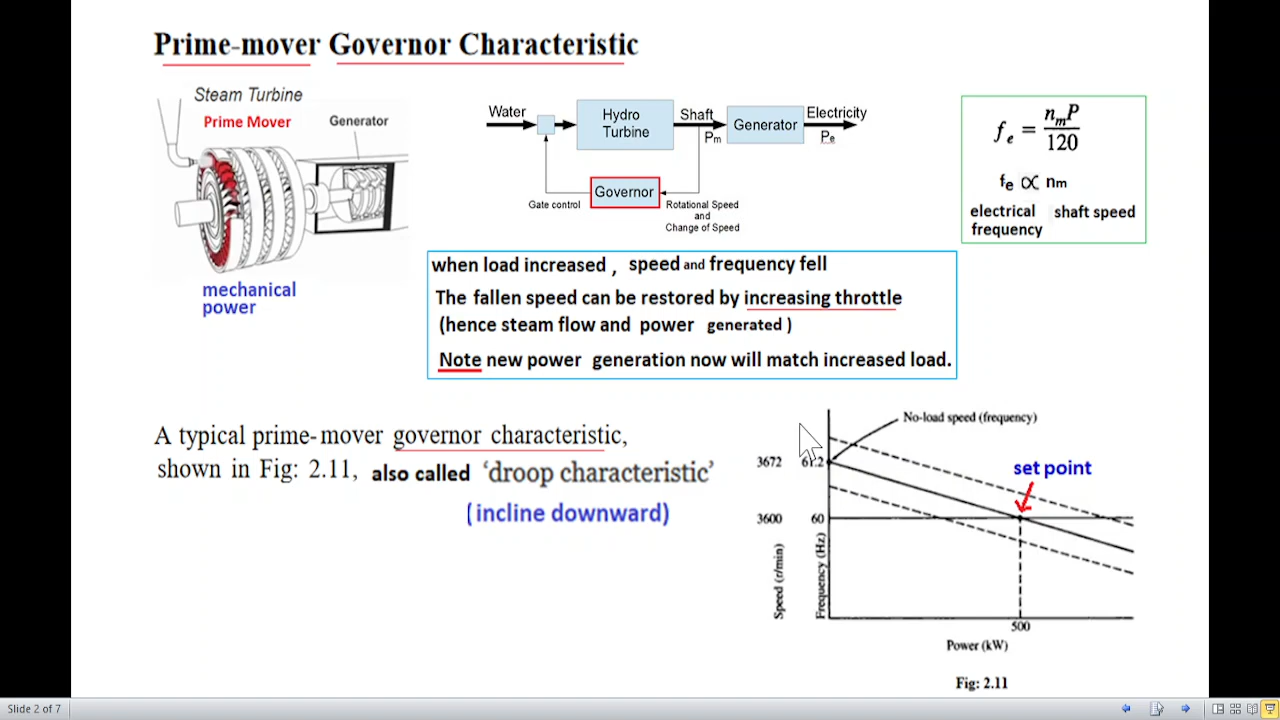 Prime-mover Governor Characteristic
Steam Turbine
Prime Mover
Generator
mechanical
power
Water
Hydro
Turbine
Shaft
Pm
Generator
Electricity
Pe
Governor
Gate control
Rotational Speed
and
Change of Speed
fe = nmP
120
fe ∝ nm
electrical
frequency
shaft speed
when load increased , speed and frequency fell
The fallen speed can be restored by increasing throttle
(hence steam flow and power generated )
Note new power generation now will match increased load.
A typical prime-mover governor characteristic,
shown in Fig: 2.11, also called 'droop characteristic'
(incline downward)
No-load speed (frequency)
3672 61.2
set point
3600 60
Speed (r/min)
Frequency (Hz)
500
Power (kW)
Fig: 2.11
Slide 2 of 7